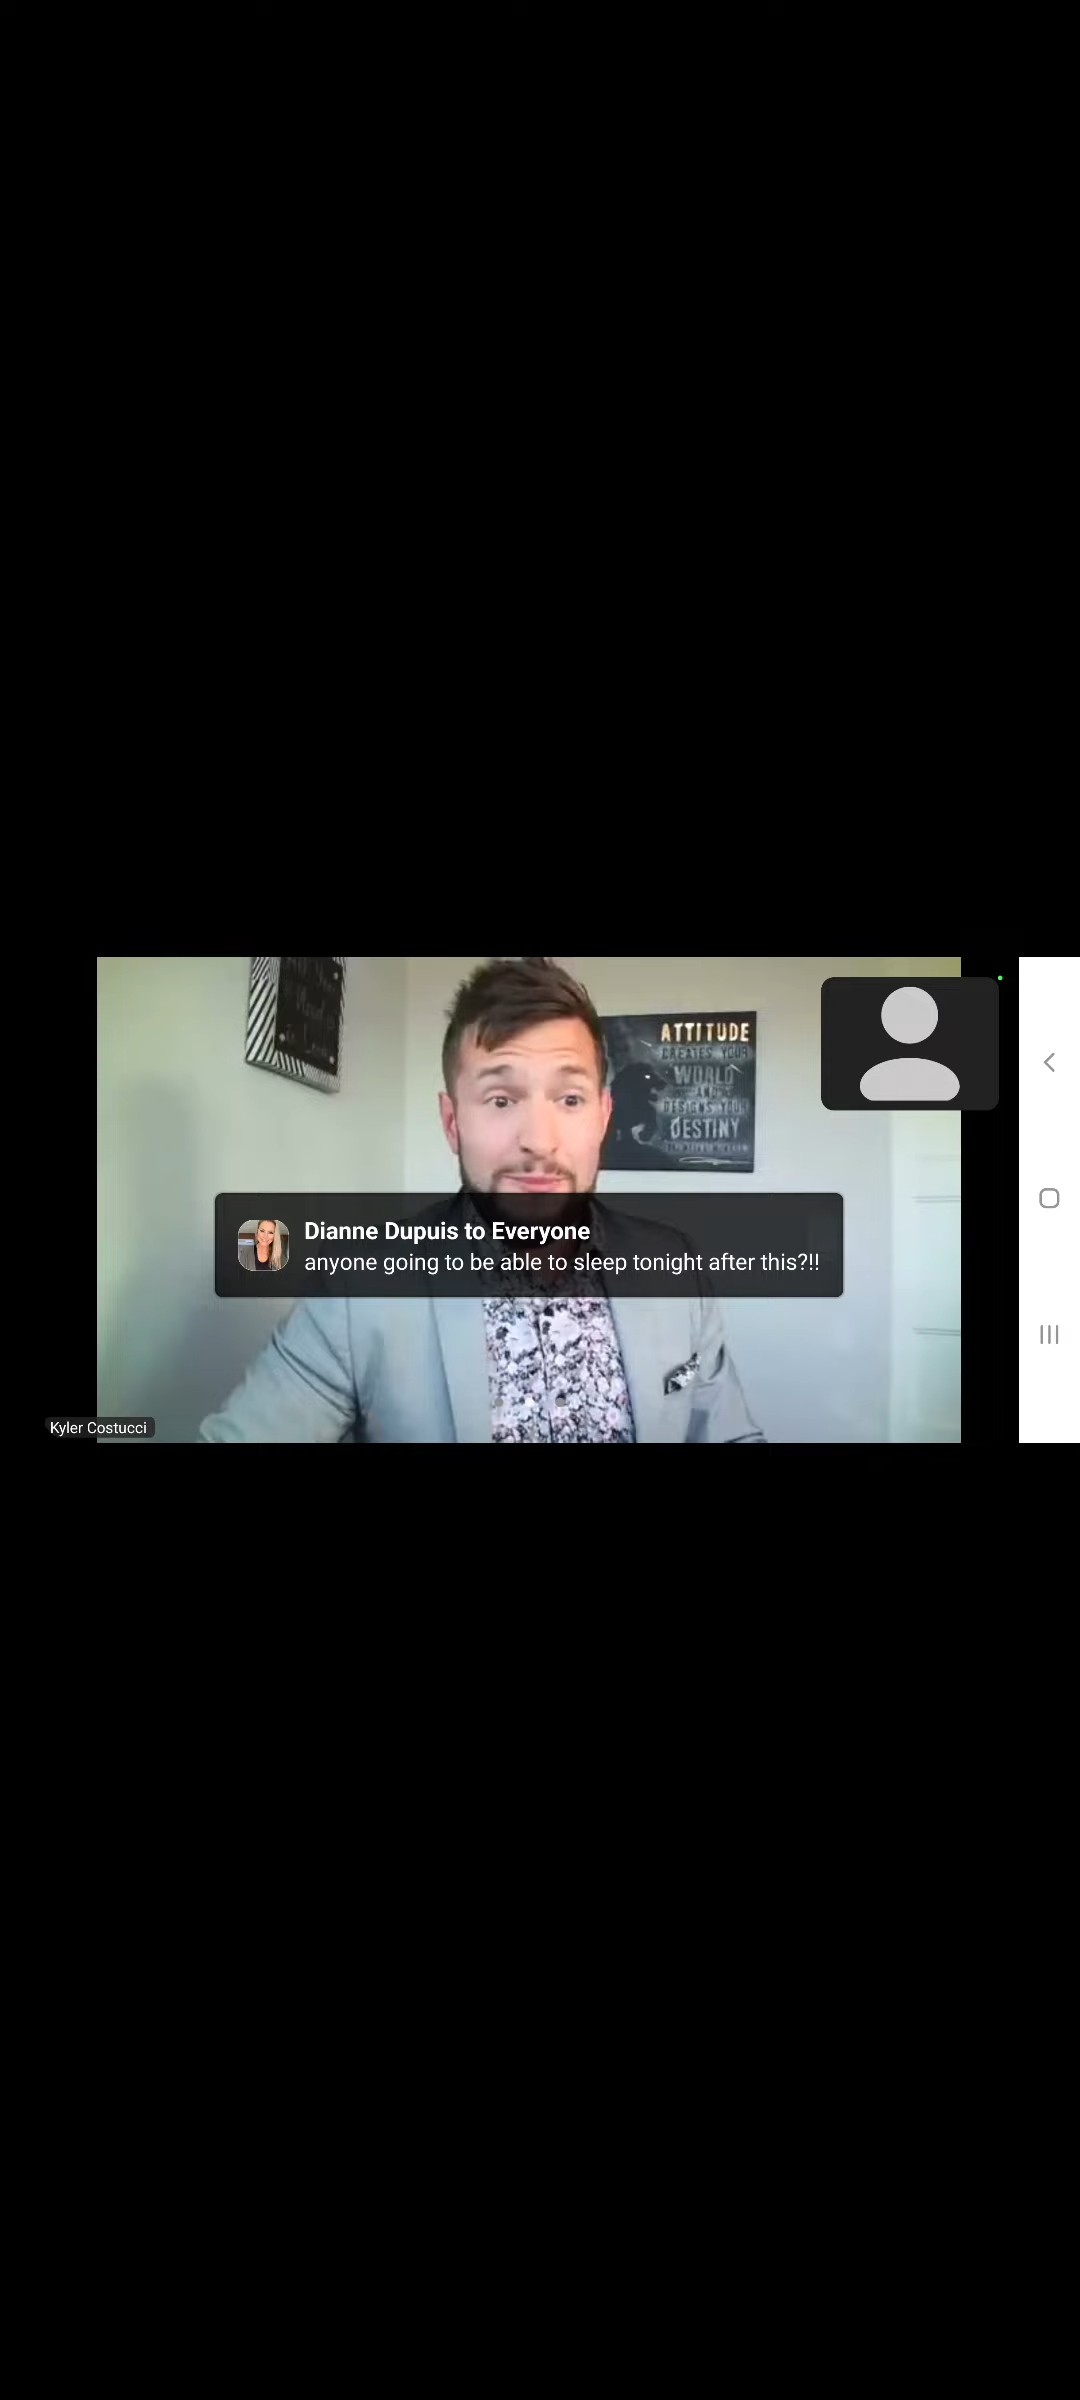 ATTITUDE
CREATES YOUR
WORLD
AND
DESIGNS YOUR
DESTINY
Dianne Dupuis to Everyone
anyone going to be able to sleep tonight after this?!!
Kyler Costucci